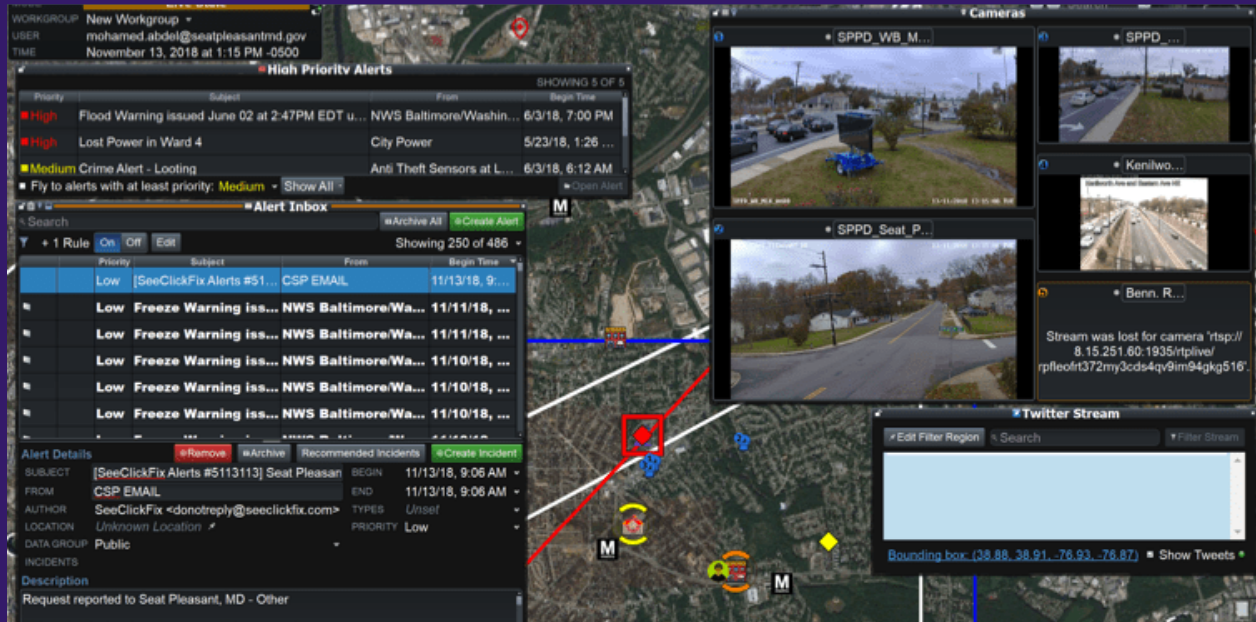 WORKGROUP New Workgroup
USER mohamed.abdel@seatpleasantmd.gov
TIME November 13, 2018 at 1:15 PM -0500
High Priority Alerts
SHOWING 5 OF 5
Priority Subject From Begin Time
High Flood Warning issued June 02 at 2:47PM EDT u... NWS Baltimore/Washin... 6/3/18, 7:00 PM
High Lost Power in Ward 4 City Power 5/23/18, 1:26 ...
Medium Crime Alert - Looting Anti Theft Sensors at L... 6/3/18, 6:12 AM
Fly to alerts with at least priority: Medium Show All Open Alert
Alert Inbox
Search Archive All Create Alert
+ 1 Rule On Off Edit Showing 250 of 486
Priority Subject From Begin Time
Low [SeeClickFix Alerts #51... CSP EMAIL 11/13/18, 9:...
Low Freeze Warning iss... NWS Baltimore/Wa... 11/11/18, ...
Low Freeze Warning iss... NWS Baltimore/Wa... 11/11/18, ...
Low Freeze Warning iss... NWS Baltimore/Wa... 11/10/18, ...
Low Freeze Warning iss... NWS Baltimore/Wa... 11/10/18, ...
Low Freeze Warning iss... NWS Baltimore/Wa... 11/10/18, ...
Alert Details Remove Archive Recommended Incidents Create Incident
SUBJECT [SeeClickFix Alerts #5113113] Seat Pleasan BEGIN 11/13/18, 9:06 AM
FROM CSP EMAIL END 11/13/18, 9:06 AM
AUTHOR SeeClickFix <donotreply@seeclickfix.com> TYPES Unset
LOCATION Unknown Location PRIORITY Low
DATA GROUP Public
INCIDENTS
Description
Request reported to Seat Pleasant, MD - Other
M
M
M
Cameras
SPPD_WB_M...
SPPD_...
Kenilwo...
Kenilworth Ave and Eastern Ave NE
SPPD_Seat_P...
Benn. R...
Stream was lost for camera 'rtsp://
8.15.251.60:1935/rtplive/
rpfleofrt372my3cds4qv9im94gkg516'.
Twitter Stream
Edit Filter Region Search Filter Stream
Bounding box: (38.88, 38.91, -76.93, -76.87) Show Tweets